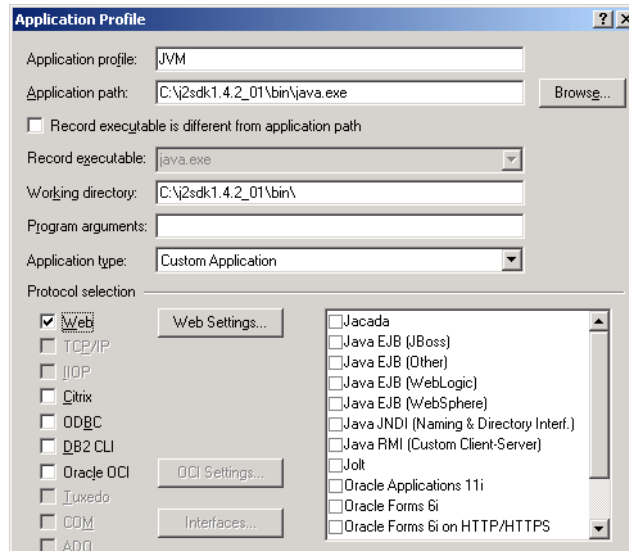 Application Profile
Application profile: JVM
Application path: C:\j2sdk1.4.2_01\bin\java.exe Browse...
Record executable is different from application path
Record executable: java.exe
Working directory: C:\j2sdk1.4.2_01\bin\
Program arguments:
Application type: Custom Application
Protocol selection
Web Web Settings...
TCP/IP
IIOP
Citrix
ODBC
DB2 CLI
Oracle OCI OCI Settings...
Tuxedo
COM Interfaces...
ADO
Jacada
Java EJB (JBoss)
Java EJB (Other)
Java EJB (WebLogic)
Java EJB (WebSphere)
Java JNDI (Naming & Directory Interf.)
Java RMI (Custom Client-Server)
Jolt
Oracle Applications 11i
Oracle Forms 6i
Oracle Forms 6i on HTTP/HTTPS